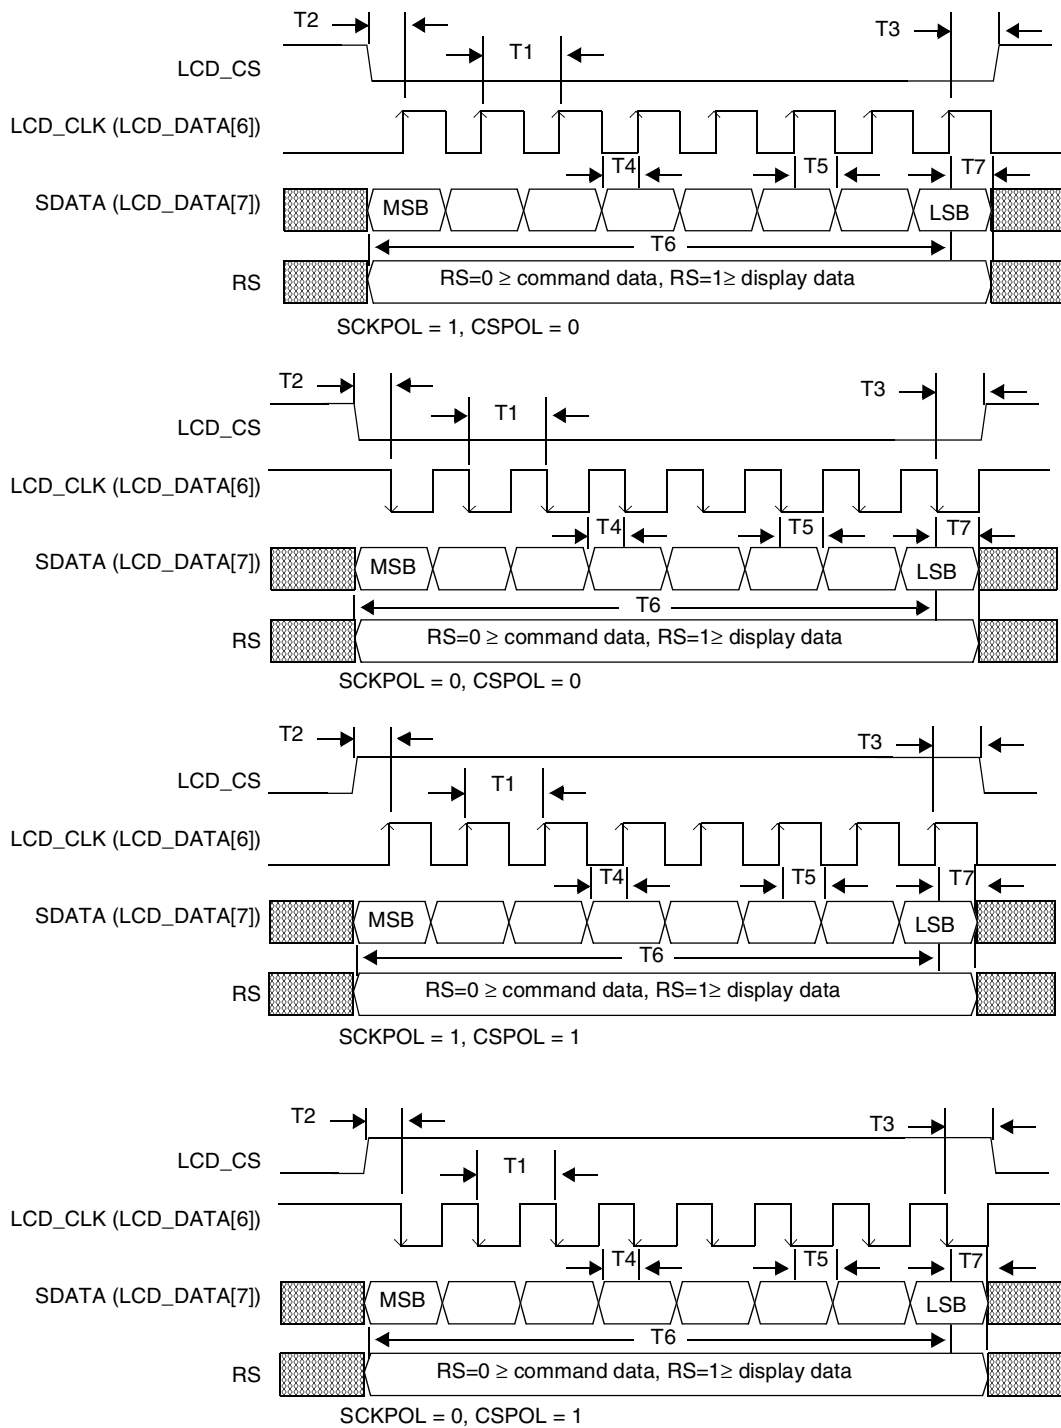 T2
T3
T1
LCD_CS
LCD_CLK (LCD_DATA[6])
T4
T5
T7
SDATA (LCD_DATA[7])
MSB
LSB
T6
RS
RS=0 ≥ command data, RS=1≥ display data
SCKPOL = 1, CSPOL = 0
T2
T3
T1
LCD_CS
LCD_CLK (LCD_DATA[6])
T4
T5
T7
SDATA (LCD_DATA[7])
MSB
LSB
T6
RS
RS=0 ≥ command data, RS=1≥ display data
SCKPOL = 0, CSPOL = 0
T2
T3
LCD_CS
T1
LCD_CLK (LCD_DATA[6])
T4
T5
T7
SDATA (LCD_DATA[7])
MSB
LSB
T6
RS
RS=0 ≥ command data, RS=1≥ display data
SCKPOL = 1, CSPOL = 1
T2
T3
LCD_CS
T1
LCD_CLK (LCD_DATA[6])
T4
T5
T7
SDATA (LCD_DATA[7])
MSB
LSB
T6
RS
RS=0 ≥ command data, RS=1≥ display data
SCKPOL = 0, CSPOL = 1